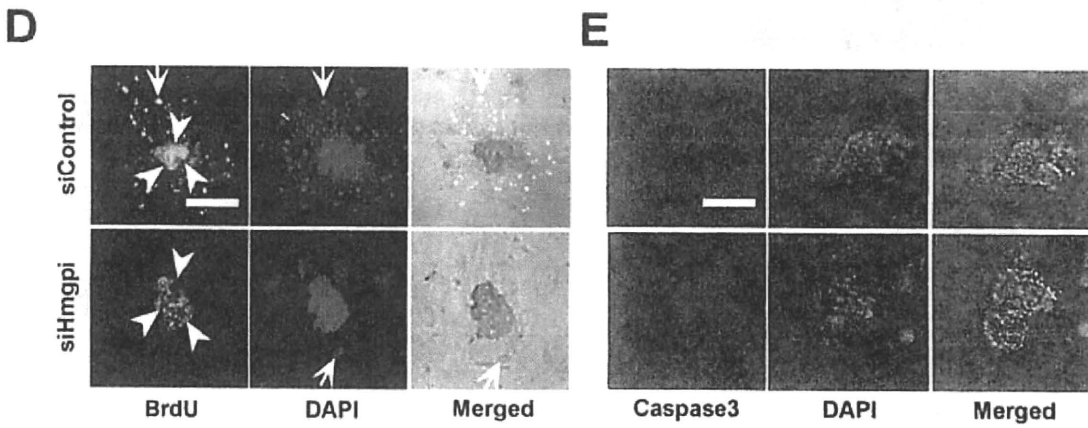 D
E
siControl
siHmgpi
BrdU
DAPI
Merged
Caspase3
DAPI
Merged